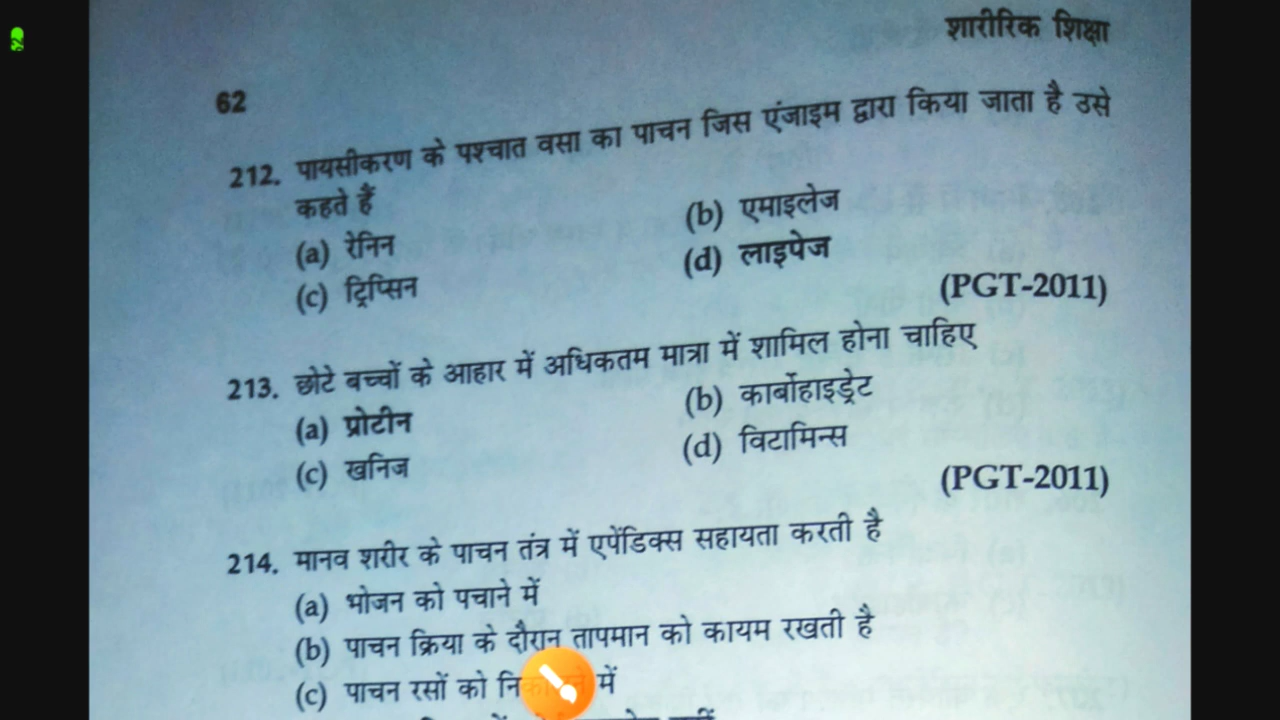 शारीरिक शिक्षा
62
212. पायसीकरण के पश्चात वसा का पाचन जिस एंजाइम द्वारा किया जाता है उसे
कहते हैं
(a) रेनिन (b) एमाइलेज
(c) ट्रिप्सिन (d) लाइपेज
(PGT-2011)
213. छोटे बच्चों के आहार में अधिकतम मात्रा में शामिल होना चाहिए
(a) प्रोटीन (b) कार्बोहाइड्रेट
(c) खनिज (d) विटामिन्स
(PGT-2011)
214. मानव शरीर के पाचन तंत्र में एपेंडिक्स सहायता करती है
(a) भोजन को पचाने में
(b) पाचन क्रिया के दौरान तापमान को कायम रखती है
(c) पाचन रसों को में